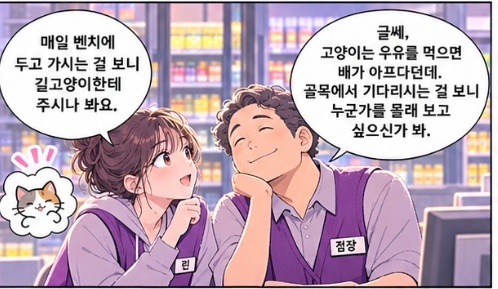 매일 벤치에
두고 가시는 걸 보니
길고양이한테
주시나 봐요.
글쎄,
고양이는 우유를 먹으면
배가 아프다던데.
골목에서 기다리시는 걸 보니
누군가를 몰래 보고
싶으신가 봐.
린
점장